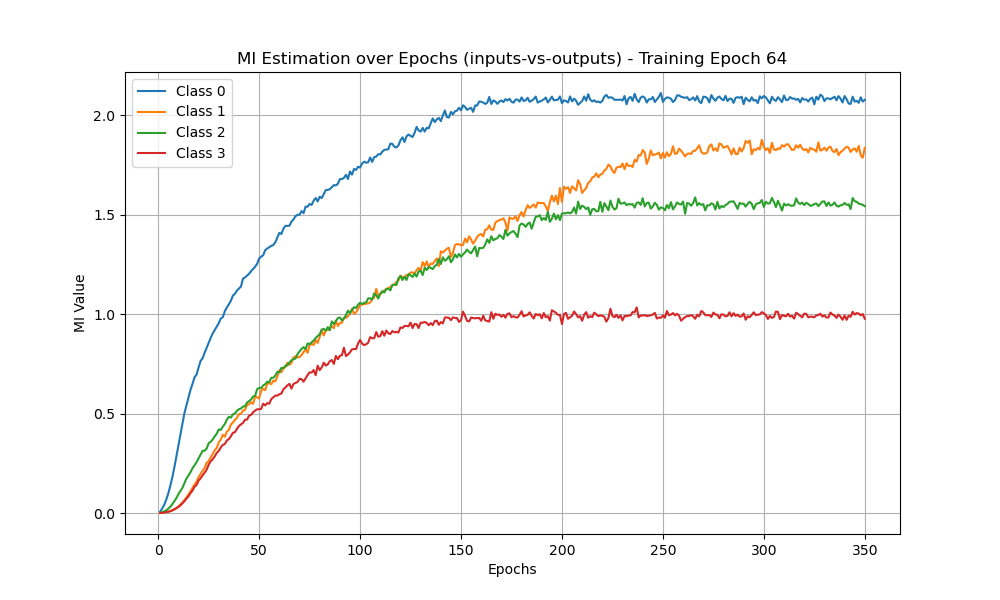 MI Estimation over Epochs (inputs-vs-outputs) - Training Epoch 64
Class 0
Class 1
Class 2
Class 3
MI Value
2.0
1.5
1.0
0.5
0.0
0 50 100 150 200 250 300 350
Epochs